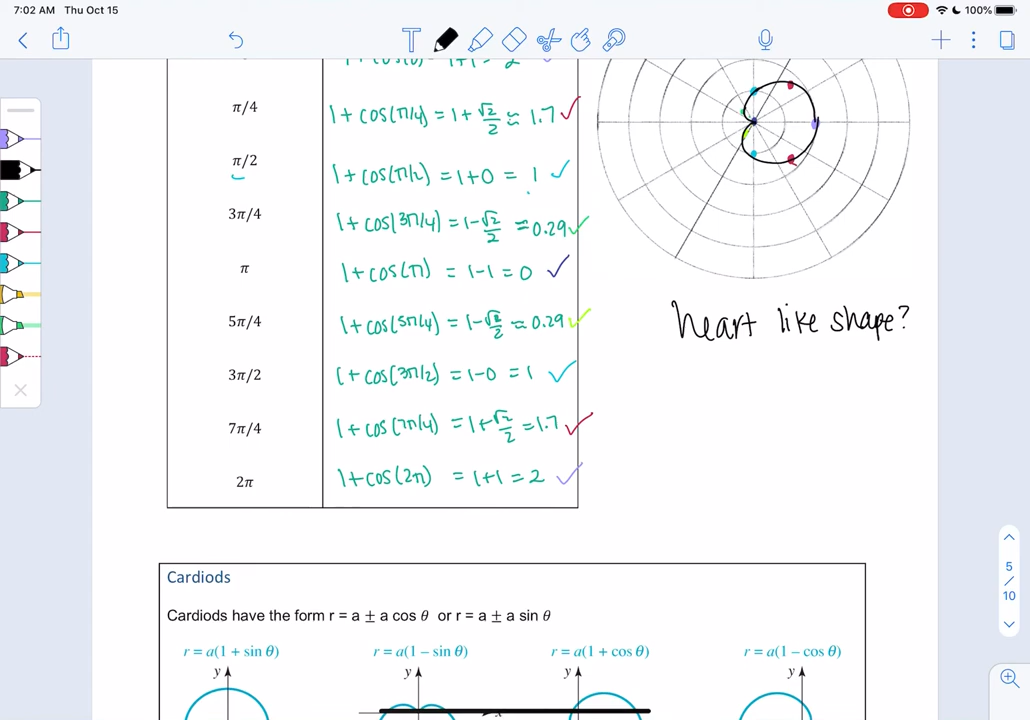 7:02 AM Thu Oct 15
100%
T
π/4
1 + cos(π/4) = 1 + √2/2 ≈ 1.7 ✓
π/2
1 + cos(π/2) = 1 + 0 = 1 ✓
3π/4
1 + cos(3π/4) = 1 - √2/2 ≈ 0.29 ✓
π
1 + cos(π) = 1 - 1 = 0 ✓
5π/4
1 + cos(5π/4) = 1 - √2/2 ≈ 0.29 ✓
3π/2
1 + cos(3π/2) = 1 - 0 = 1 ✓
7π/4
1 + cos(7π/4) = 1 + √2/2 = 1.7 ✓
2π
1 + cos(2π) = 1 + 1 = 2 ✓
heart like shape?
Cardiods
Cardiods have the form r = a ± a cos θ or r = a ± a sin θ
r = a(1 + sin θ) r = a(1 – sin θ) r = a(1 + cos θ) r = a(1 – cos θ)
y y y y
5
/
10